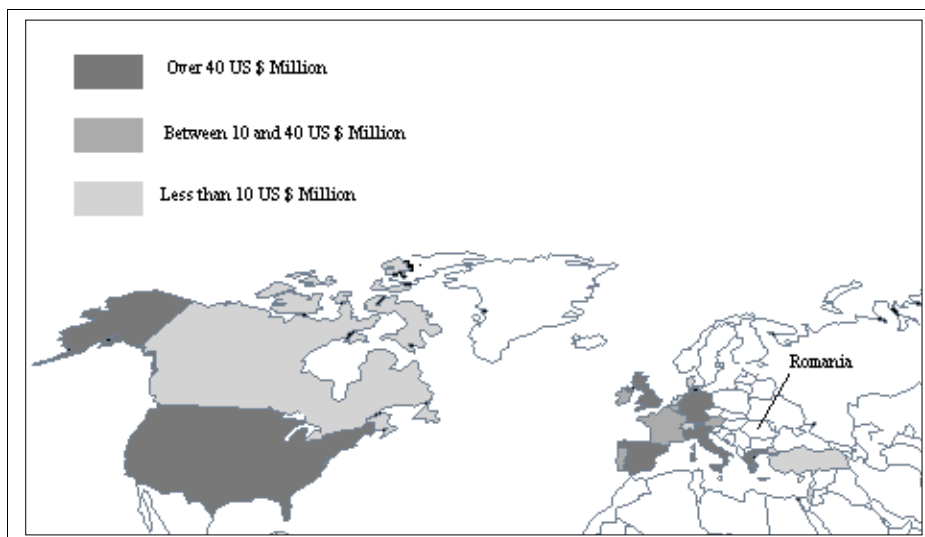 Over 40 US $ Million
Between 10 and 40 US $ Million
Less than 10 US $ Million
Romania